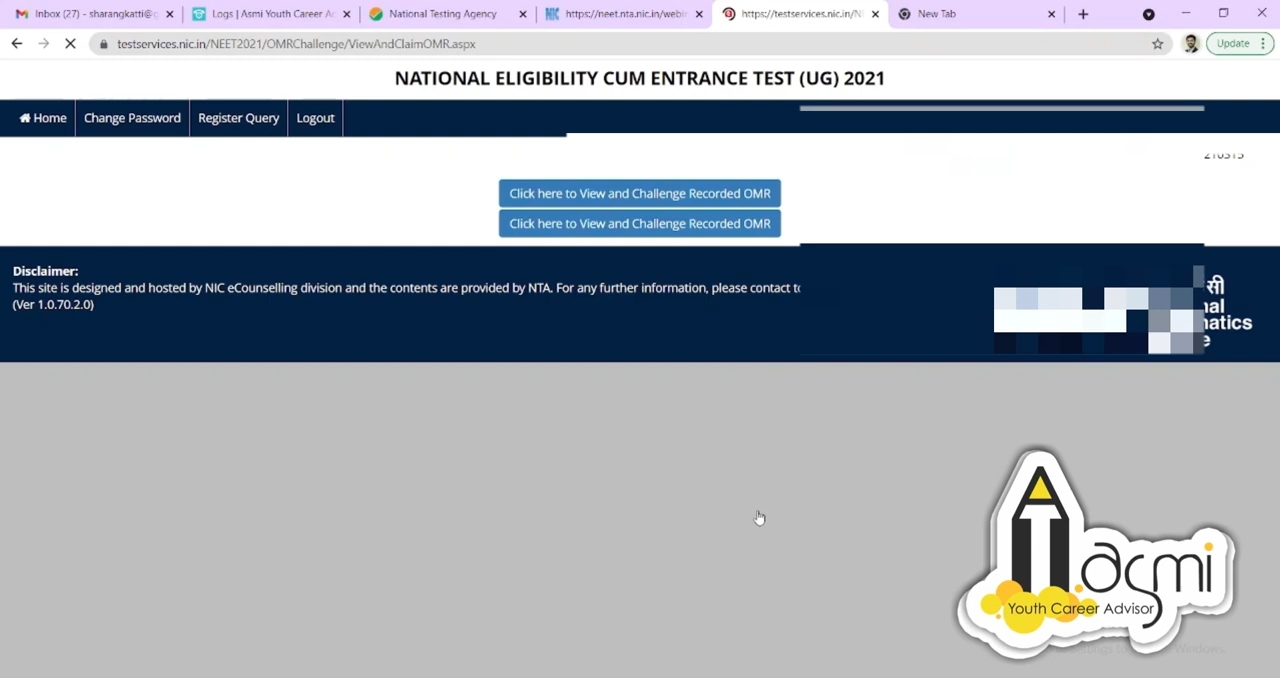 Inbox (27) - sharangkatti@g
Logs | Asmi Youth Career A
National Testing Agency
https://neet.nta.nic.in/webin
https://testservices.nic.in/N
New Tab
testservices.nic.in/NEET2021/OMRChallenge/ViewAndClaimOMR.aspx
Update
NATIONAL ELIGIBILITY CUM ENTRANCE TEST (UG) 2021
Home
Change Password
Register Query
Logout
Click here to View and Challenge Recorded OMR
Click here to View and Challenge Recorded OMR
Disclaimer:
This site is designed and hosted by NIC eCounselling division and the contents are provided by NTA. For any further information, please contact to
(Ver 1.0.70.2.0)
asmi
Youth Career Advisor